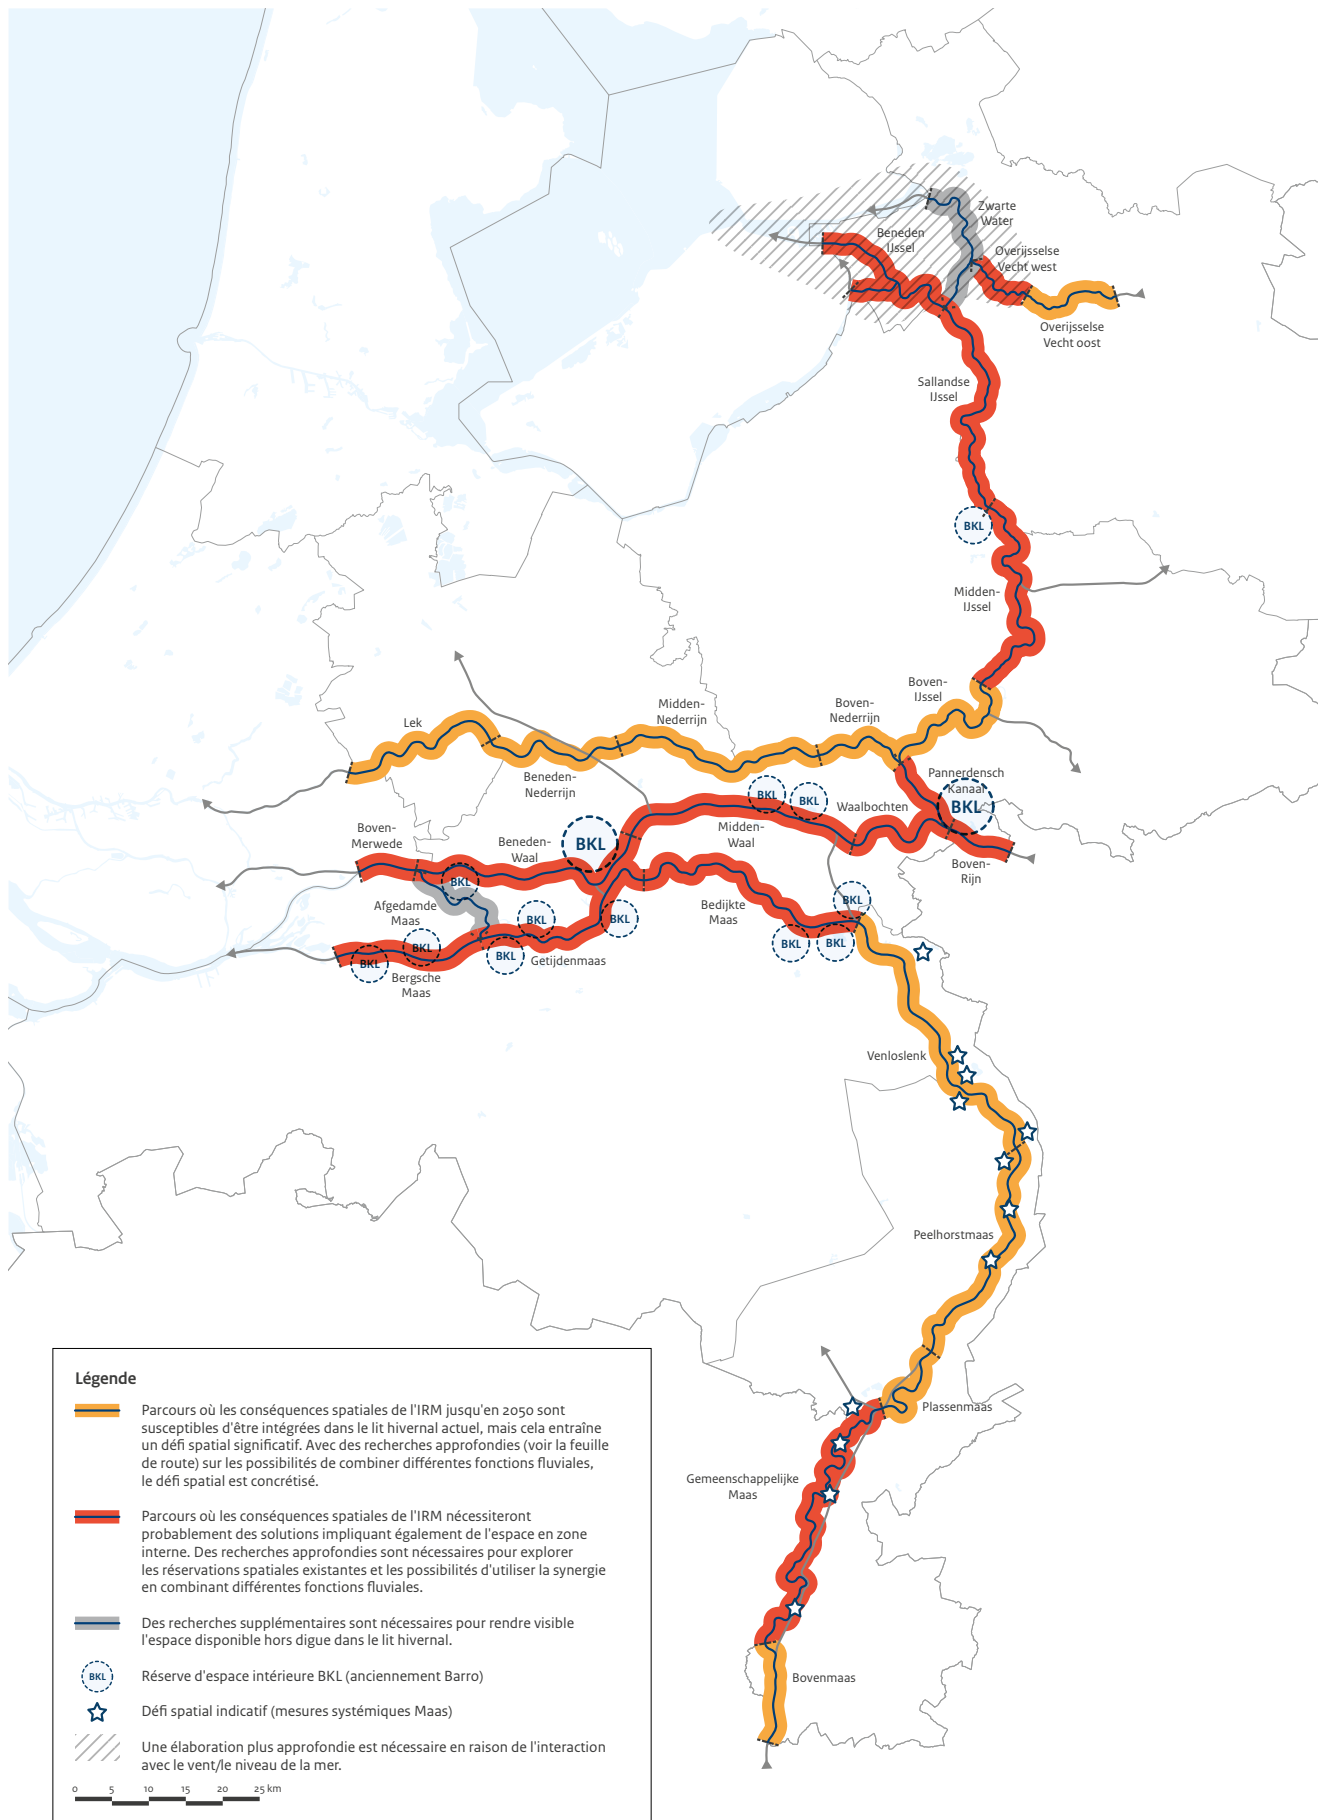 Zwarte
Water
Beneden
IJssel
Overijsselse
Vecht west
Overijsselse
Vecht oost
Sallandse
IJssel
BKL
Midden-
IJssel
Boven-
IJssel
Lek
Midden-
Nederrijn
Boven-
Nederrijn
Beneden-
Nederrijn
Pannerdensch
Kanaal
BKL
BKL
BKL
Waalbochten
Boven-
Merwede
Beneden-
Waal
BKL
Midden-
Waal
Boven-
Rijn
BKL
Afgedamde
Maas
BKL
BKL
Bedijkte
Maas
BKL
BKL
BKL
BKL
BKL
BKL
BKL
Getijdenmaas
Bergsche
Maas
Venloslenk
Peelhorstmaas
Plassenmaas
Gemeenschappelijke
Maas
Bovenmaas
Légende
Parcours où les conséquences spatiales de l'IRM jusqu'en 2050 sont
susceptibles d'être intégrées dans le lit hivernal actuel, mais cela entraîne
un défi spatial significatif. Avec des recherches approfondies (voir la feuille
de route) sur les possibilités de combiner différentes fonctions fluviales,
le défi spatial est concrétisé.
Parcours où les conséquences spatiales de l'IRM nécessiteront
probablement des solutions impliquant également de l'espace en zone
interne. Des recherches approfondies sont nécessaires pour explorer
les réservations spatiales existantes et les possibilités d'utiliser la synergie
en combinant différentes fonctions fluviales.
Des recherches supplémentaires sont nécessaires pour rendre visible
l'espace disponible hors digue dans le lit hivernal.
BKL Réserve d'espace intérieure BKL (anciennement Barro)
Défi spatial indicatif (mesures systémiques Maas)
Une élaboration plus approfondie est nécessaire en raison de l'interaction
avec le vent/le niveau de la mer.
0 5 10 15 20 25 km